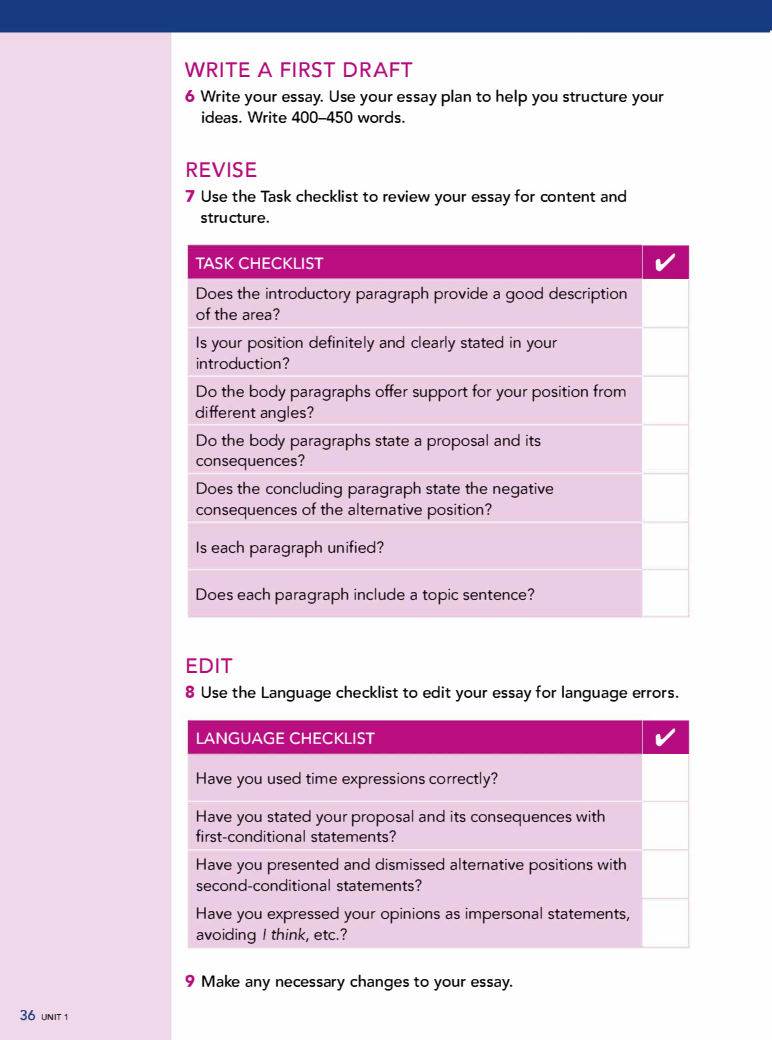 WRITE A FIRST DRAFT
6 Write your essay. Use your essay plan to help you structure your
ideas. Write 400–450 words.
REVISE
7 Use the Task checklist to review your essay for content and
structure.
TASK CHECKLIST ✔
Does the introductory paragraph provide a good description
of the area?
Is your position definitely and clearly stated in your
introduction?
Do the body paragraphs offer support for your position from
different angles?
Do the body paragraphs state a proposal and its
consequences?
Does the concluding paragraph state the negative
consequences of the alternative position?
Is each paragraph unified?
Does each paragraph include a topic sentence?
EDIT
8 Use the Language checklist to edit your essay for language errors.
LANGUAGE CHECKLIST ✔
Have you used time expressions correctly?
Have you stated your proposal and its consequences with
first-conditional statements?
Have you presented and dismissed alternative positions with
second-conditional statements?
Have you expressed your opinions as impersonal statements,
avoiding I think, etc.?
9 Make any necessary changes to your essay.
36 UNIT 1